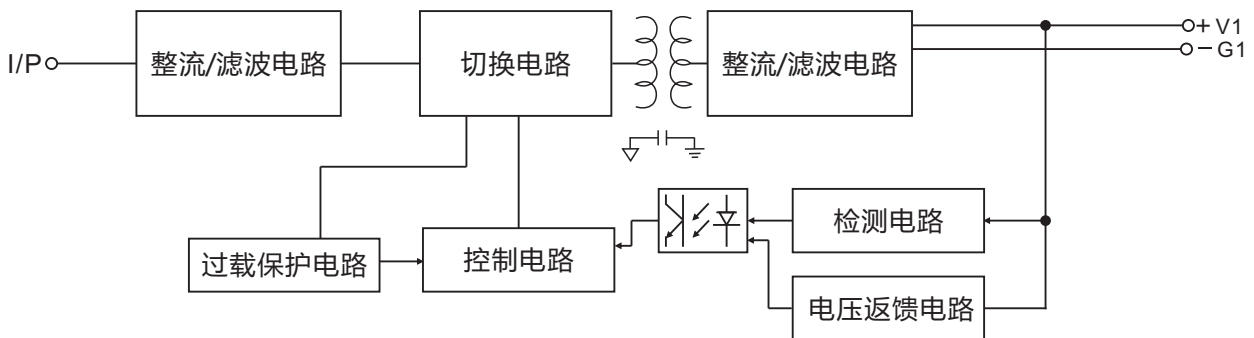 I/P
整流/滤波电路
切换电路
整流/滤波电路
+ V1
- G1
检测电路
过载保护电路
控制电路
电压返馈电路